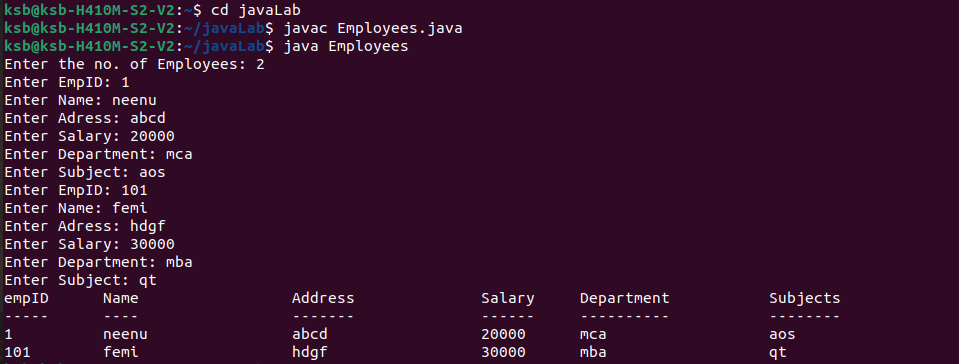 ksb@ksb-H410M-S2-V2:~$ cd javaLab
ksb@ksb-H410M-S2-V2:~/javaLab$ javac Employees.java
ksb@ksb-H410M-S2-V2:~/javaLab$ java Employees
Enter the no. of Employees: 2
Enter EmpID: 1
Enter Name: neenu
Enter Adress: abcd
Enter Salary: 20000
Enter Department: mca
Enter Subject: aos
Enter EmpID: 101
Enter Name: femi
Enter Adress: hdgf
Enter Salary: 30000
Enter Department: mba
Enter Subject: qt
empID Name Address Salary Department Subjects
----- ---- ------- ------ ---------- --------
1 neenu abcd 20000 mca aos
101 femi hdgf 30000 mba qt